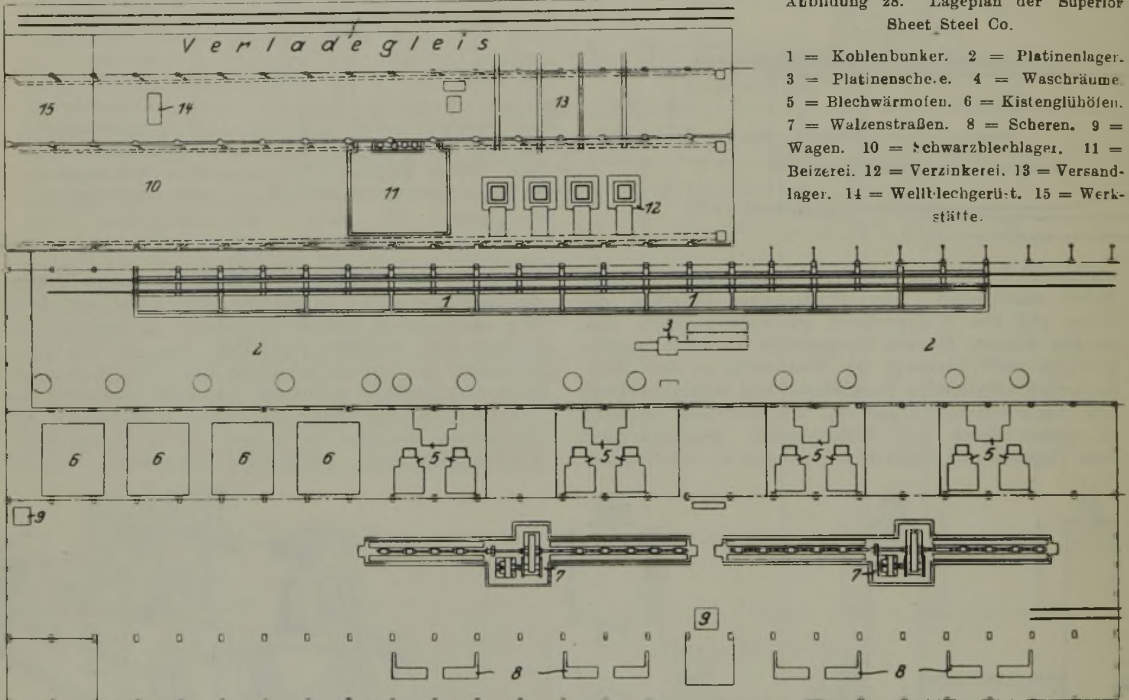 Abbildung 28. Lageplan der Superior
Sheet Steel Co.
1 = Kohlenbunker. 2 = Platinenlager.
3 = Platinenschere. 4 = Waschräume.
5 = Blechwärmofen. 6 = Kistenglühöfen.
7 = Walzenstraßen. 8 = Scheren. 9 =
Wagen. 10 = Schwarzblechlager. 11 =
Beizerei. 12 = Verzinkerei. 13 = Versand-
lager. 14 = Wellblechgerüst. 15 = Werk-
stätte.
Verladegleis
15 14 13
10 11 12
1 1
3
2 2
6 6 6 6 5 5 5 5
9
7 7
9
8 8